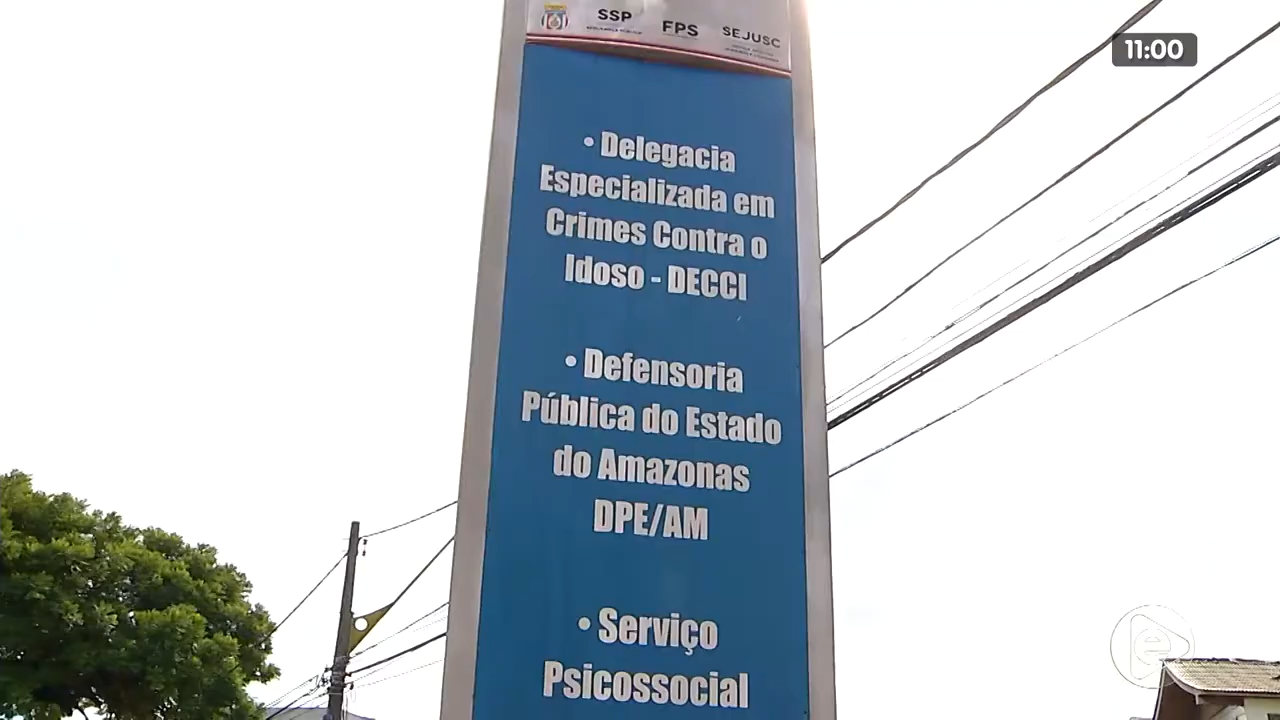 SSP
FPS
SEJUSC
11:00
• Delegacia
Especializada em
Crimes Contra o
Idoso - DECCI
• Defensoria
Pública do Estado
do Amazonas
DPE/AM
• Serviço
Psicossocial
e